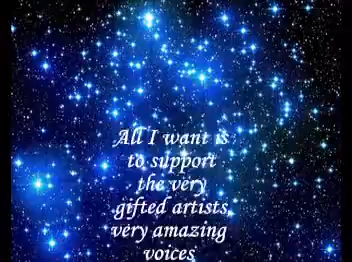 All I want is
to support
the very
gifted artists,
very amazing
voices